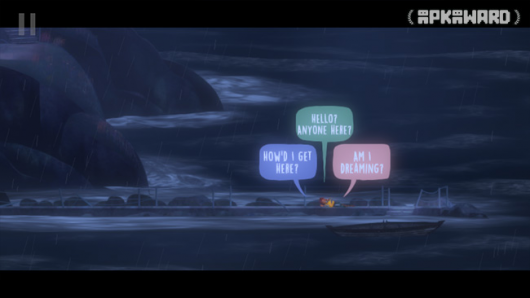 APKAWARD
HELLO?
ANYONE HERE?
HOW'D I GET
HERE?
AM I
DREAMING?